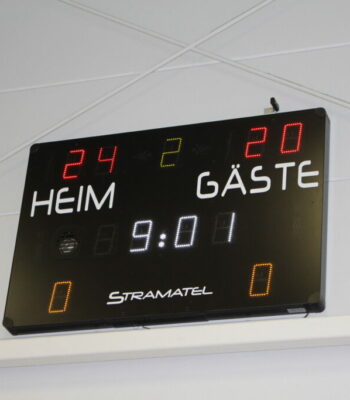 24 2 20
HEIM GÄSTE
9:01
0 STRAMATEL 0